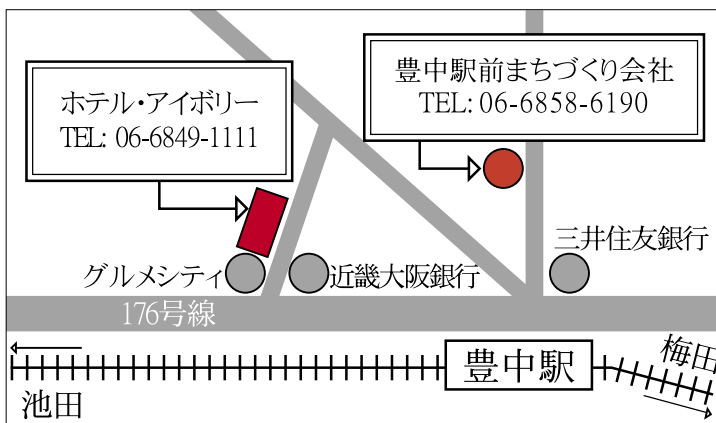 豊中駅前まちづくり会社
TEL: 06-6858-6190
ホテル・アイボリー
TEL: 06-6849-1111
三井住友銀行
グルメシティ
近畿大阪銀行
176号線
豊中駅
梅田
池田